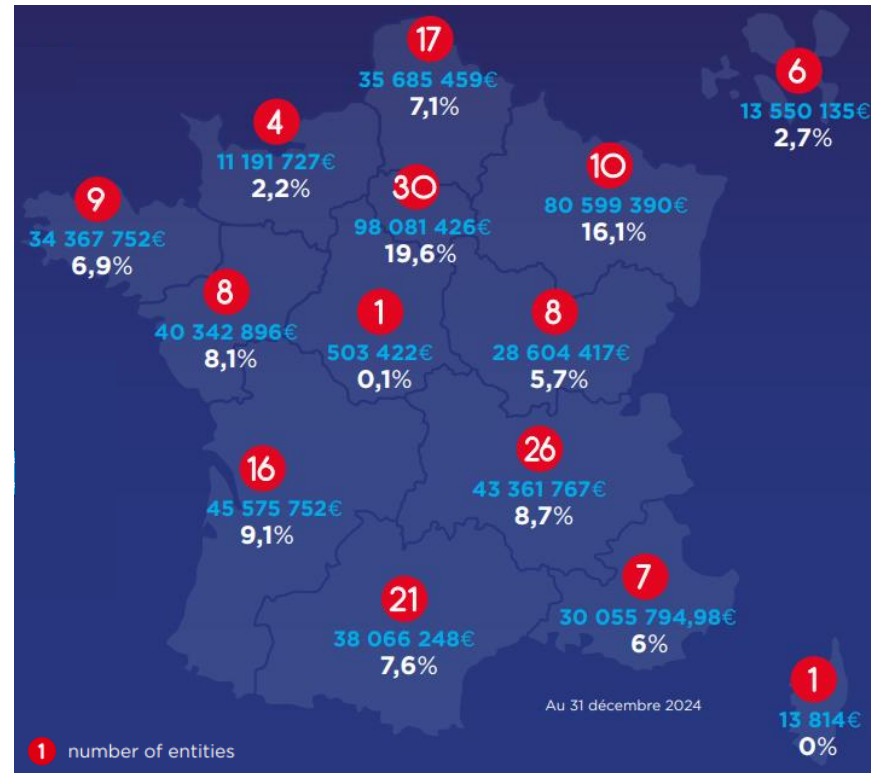 17
35 685 459€
7,1%
6
13 550 135€
2,7%
4
11 191 727€
2,2%
10
80 599 390€
16,1%
30
98 081 426€
19,6%
9
34 367 752€
6,9%
8
40 342 896€
8,1%
1
503 422€
0,1%
8
28 604 417€
5,7%
16
45 575 752€
9,1%
26
43 361 767€
8,7%
21
38 066 248€
7,6%
7
30 055 794,98€
6%
1
13 814€
0%
Au 31 décembre 2024
1 number of entities